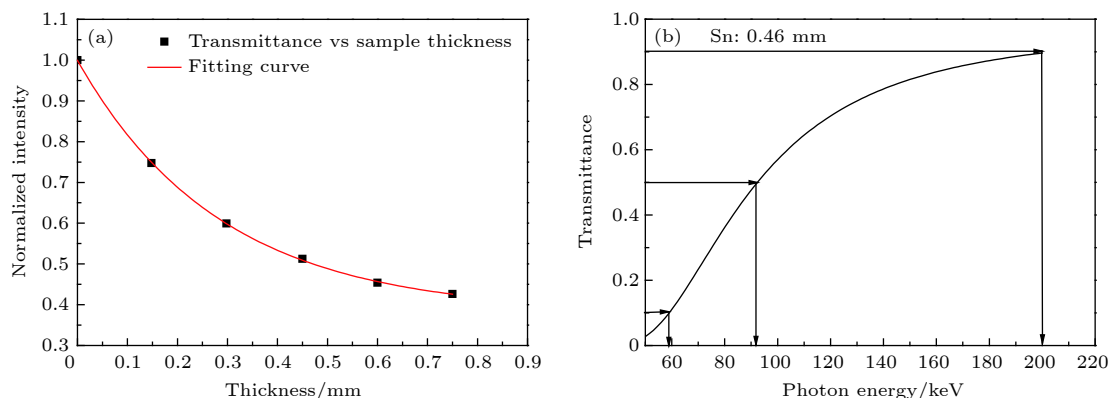 (a)
Transmittance vs sample thickness
Fitting curve
1.1
1.0
0.9
0.8
0.7
0.6
0.5
0.4
0.3
Normalized intensity
0 0.1 0.2 0.3 0.4 0.5 0.6 0.7 0.8 0.9
Thickness/mm
(b) Sn: 0.46 mm
1.0
0.8
0.6
0.4
0.2
0
Transmittance
60 80 100 120 140 160 180 200 220
Photon energy/keV